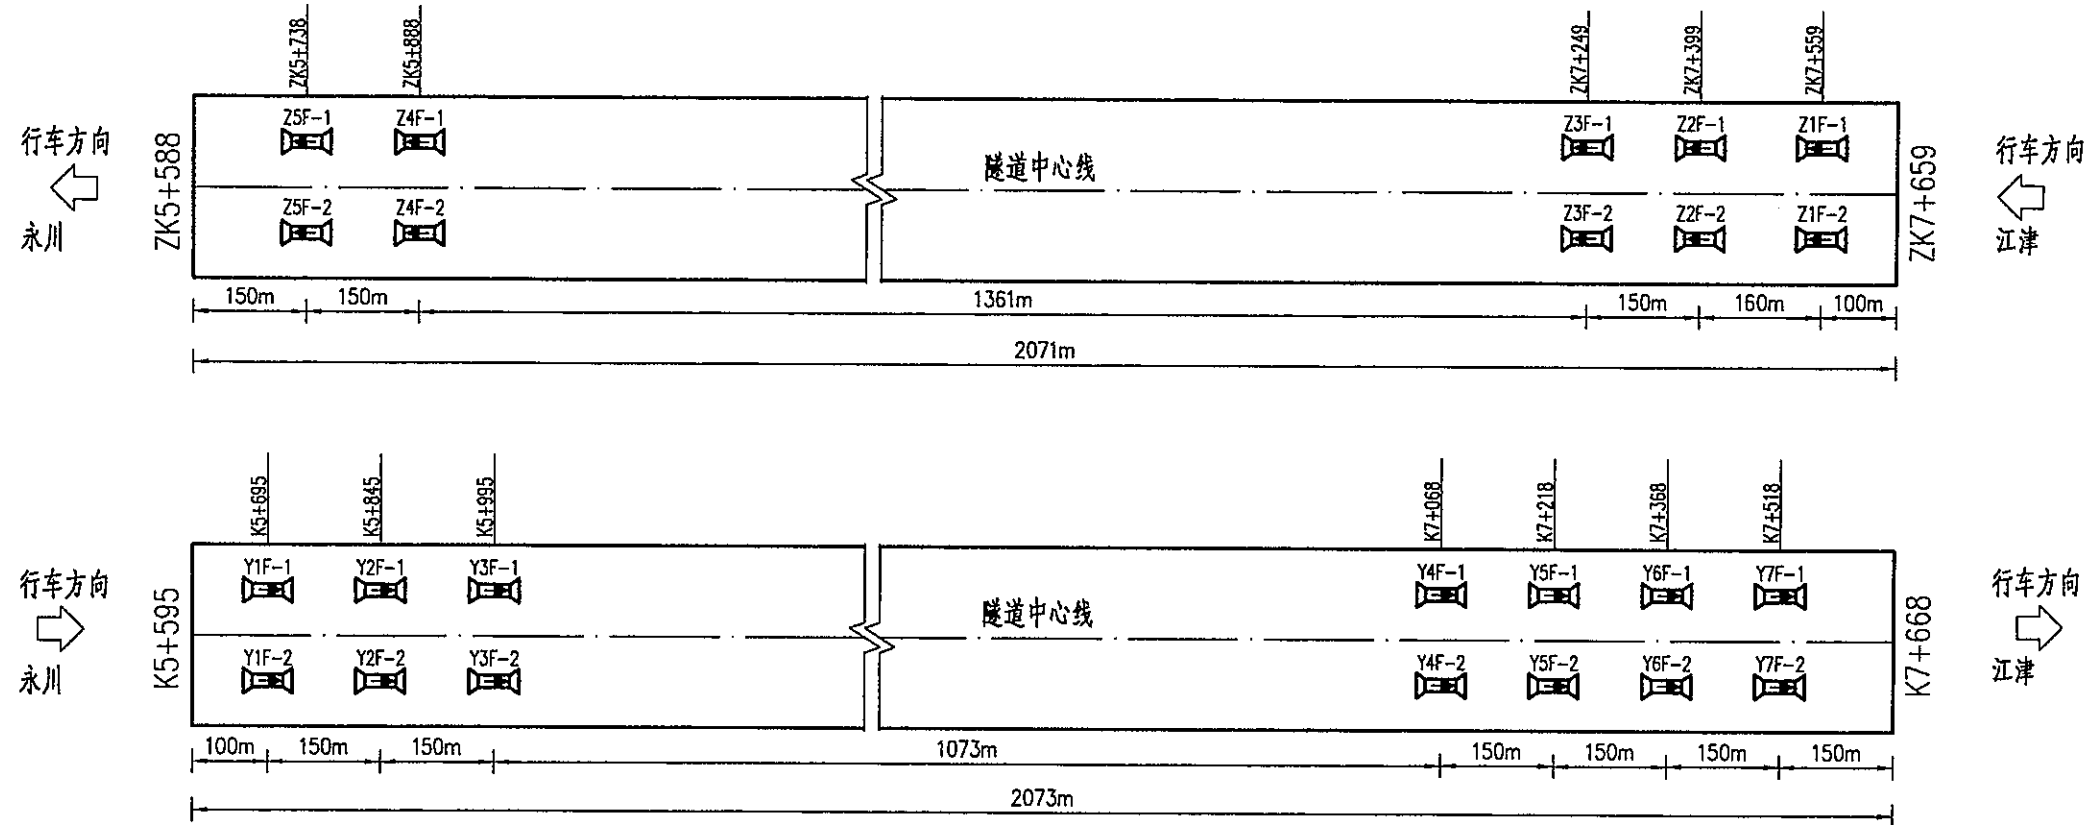 ZK5+738
ZK5+888
ZK7+249
ZK7+399
ZK7+559
Z5F-1
Z4F-1
Z3F-1
Z2F-1
Z1F-1
行车方向
永川
ZK5+588
隧道中心线
ZK7+659
行车方向
江津
Z5F-2
Z4F-2
Z3F-2
Z2F-2
Z1F-2
150m
150m
1361m
150m
160m
100m
2071m
K5+695
K5+845
K5+995
K7+068
K7+218
K7+368
K7+518
Y1F-1
Y2F-1
Y3F-1
Y4F-1
Y5F-1
Y6F-1
Y7F-1
行车方向
永川
K5+595
隧道中心线
K7+668
行车方向
江津
Y1F-2
Y2F-2
Y3F-2
Y4F-2
Y5F-2
Y6F-2
Y7F-2
100m
150m
150m
1073m
150m
150m
150m
150m
2073m